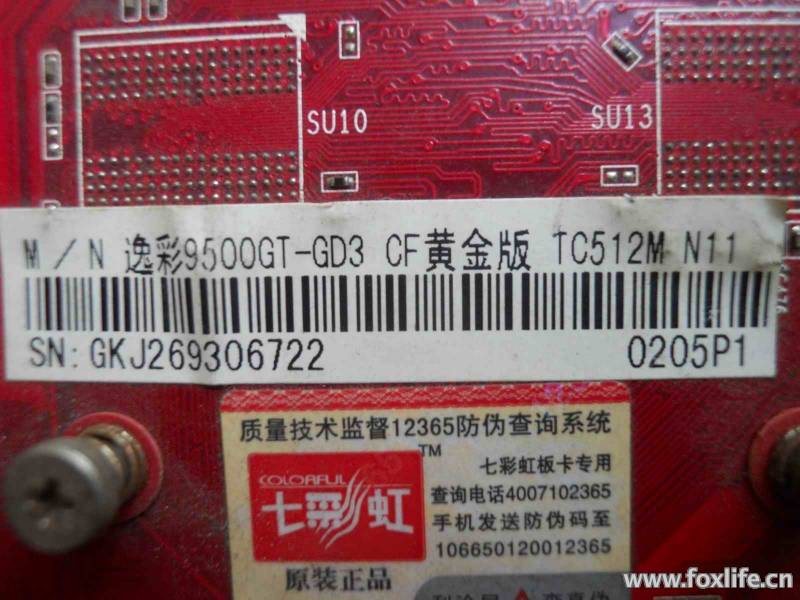 SU10
SU13
M / N 逸彩9500GT-GD3 CF黄金版 TC512M N11
SN: GKJ269306722 0205P1
质量技术监督12365防伪查询系统
COLORFUL TM
七彩虹
七彩虹板卡专用
查询电话4007102365
手机发送防伪码至
106650120012365
原装正品
www.foxlife.cn